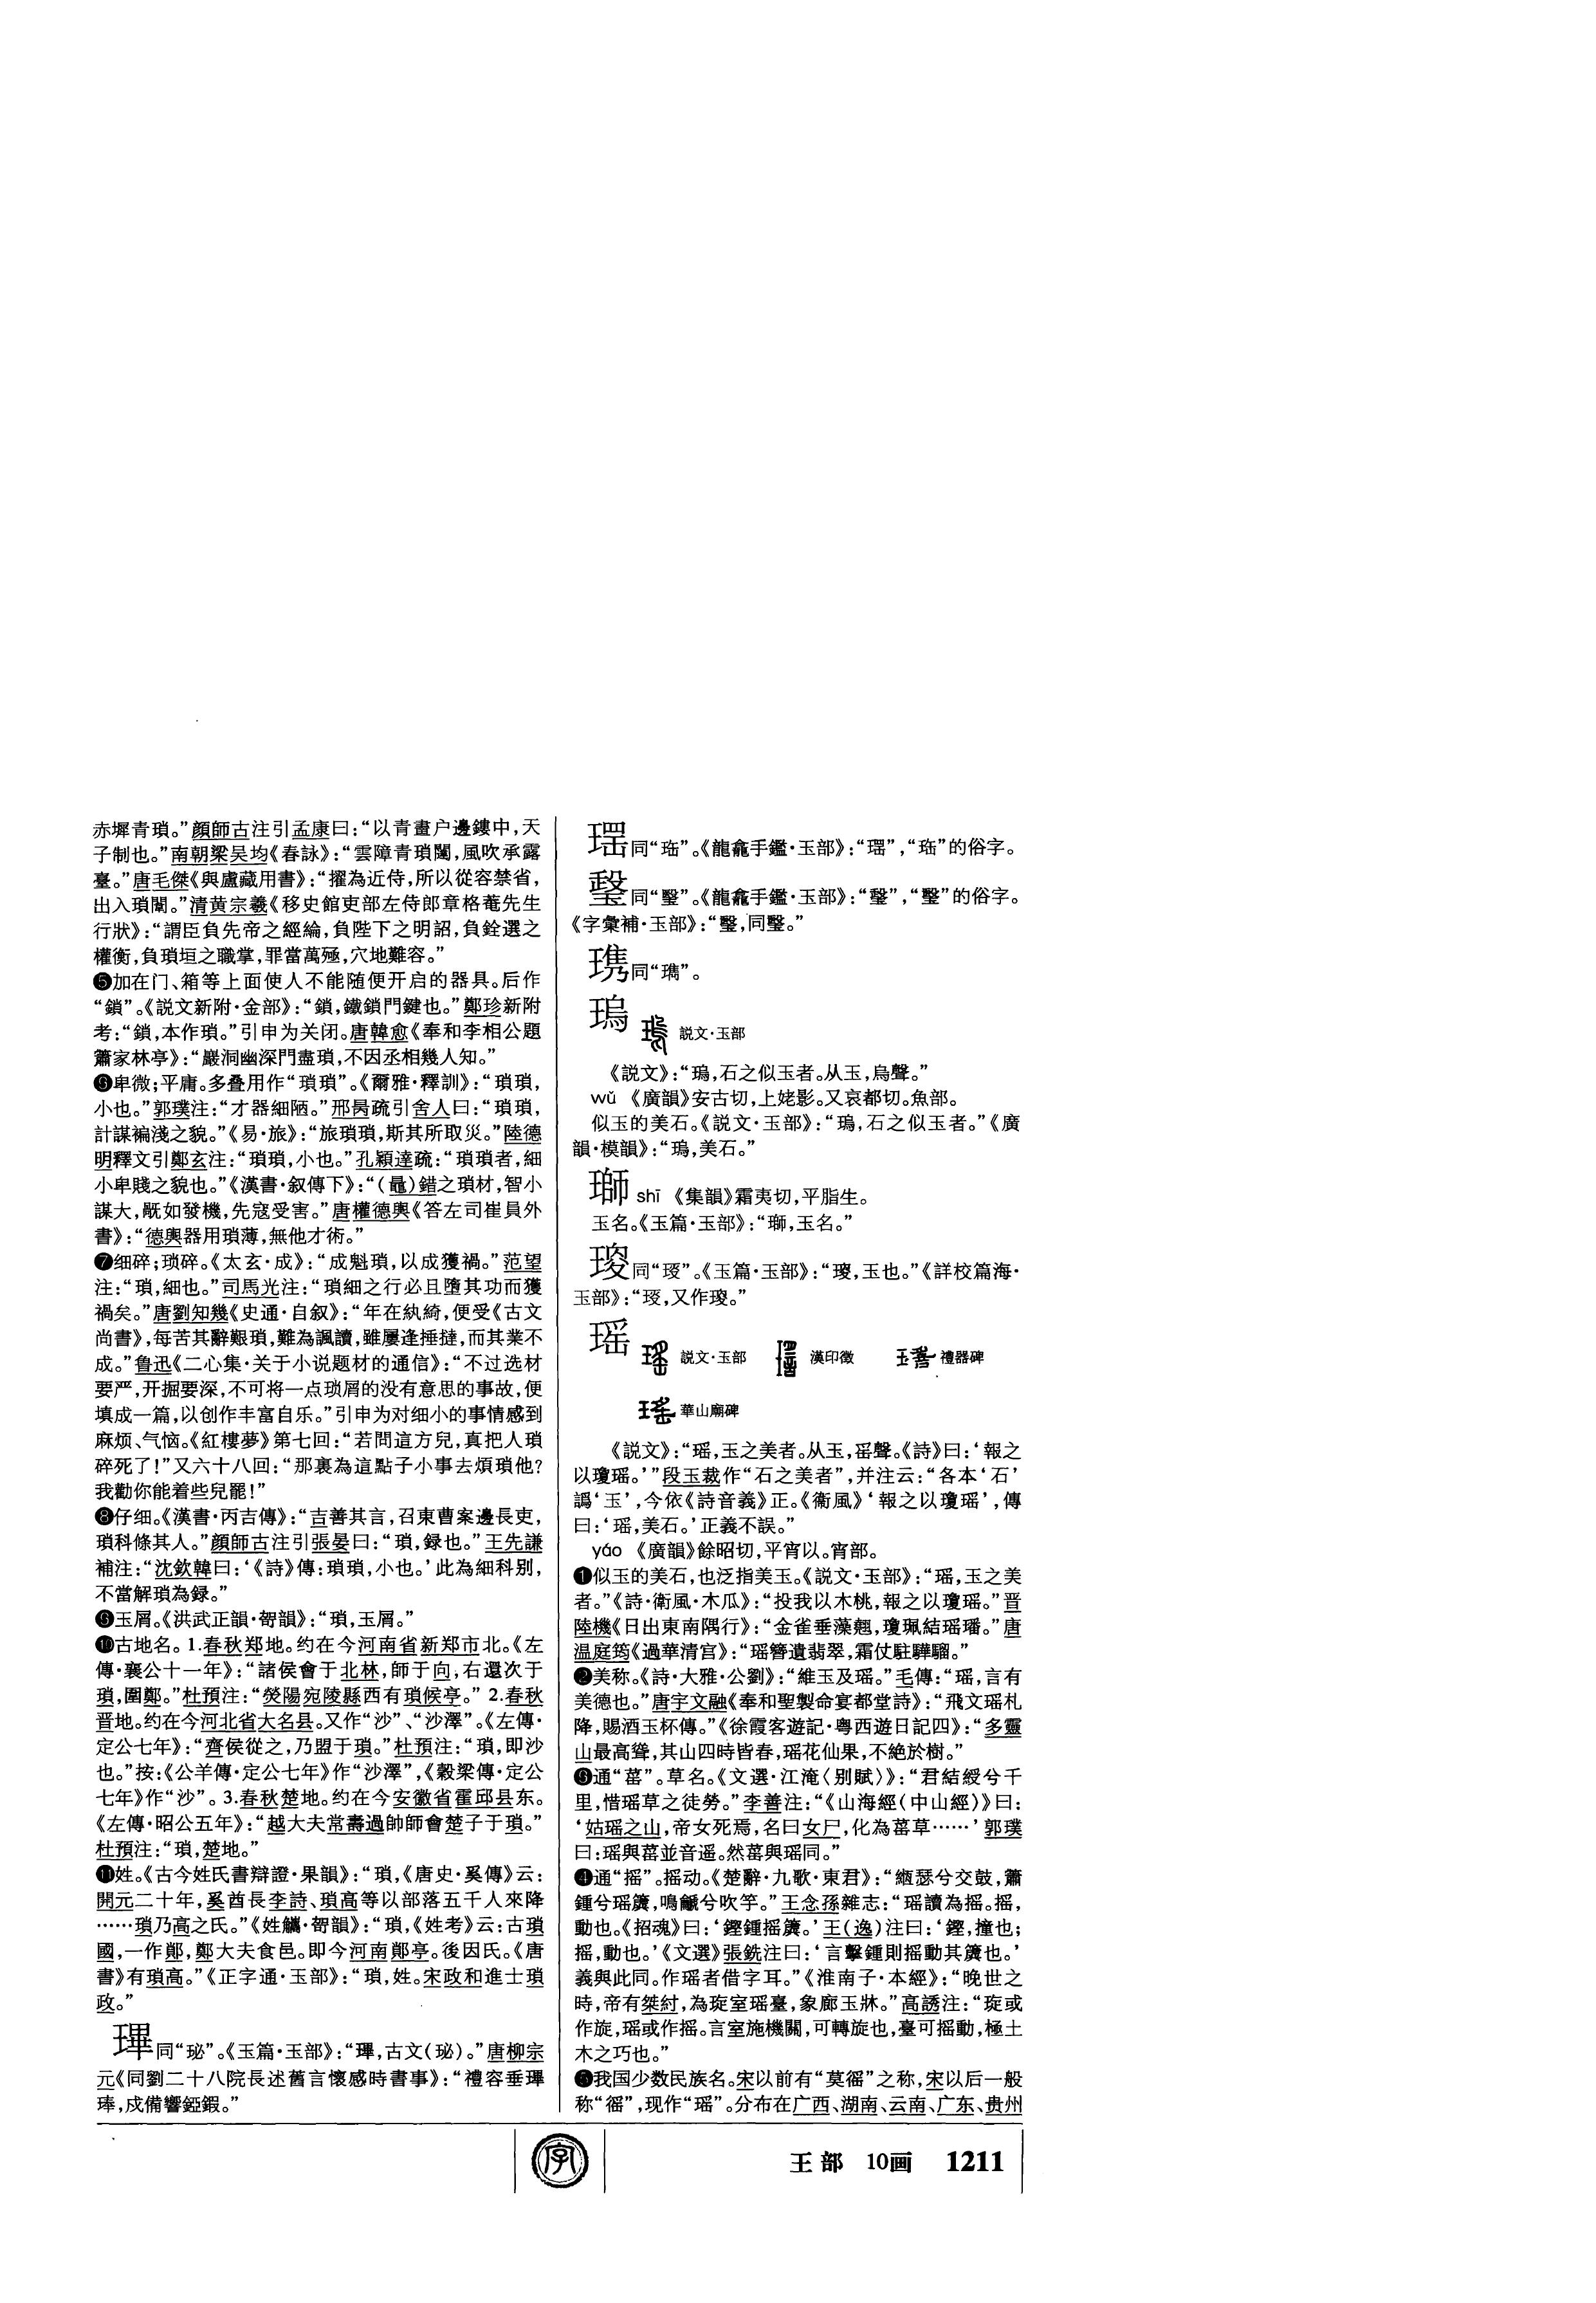 赤墀青瑣。”顔師古注引孟康曰：“以青畫户邊鏤中，天
子制也。”南朝梁吴均《春詠》：“雲障青瑣闥，風吹承露
臺。”唐毛傑《與盧藏用書》：“擢為近侍，所以從容禁省，
出入瑣闈。”清黄宗羲《移史館吏部左侍郎章格菴先生
行狀》：“謂臣負先帝之經綸，負陛下之明詔，負銓選之
權衡，負瑣垣之職掌，罪當萬殛，穴地難容。”
❺加在门、箱等上面使人不能随便开启的器具。后作
“鎖”。《説文新附·金部》：“鎖，鐵鎖門鍵也。”鄭珍新附
考：“鎖，本作瑣。”引申为关闭。唐韓愈《奉和李相公題
蕭家林亭》：“巖洞幽深門盡瑣，不因丞相幾人知。”
❻卑微；平庸。多叠用作“瑣瑣”。《爾雅·釋訓》：“瑣瑣，
小也。”郭璞注：“才器細陋。”邢昺疏引舍人曰：“瑣瑣，
計謀褊淺之貌。”《易·旅》：“旅瑣瑣，斯其所取災。”陸德
明釋文引鄭玄注：“瑣瑣，小也。”孔穎達疏：“瑣瑣者，細
小卑賤之貌也。”《漢書·叙傳下》：“（鼂）錯之瑣材，智小
謀大，既如發機，先寇受害。”唐權德輿《答左司崔員外
書》：“德輿器用瑣薄，無他才術。”
❼细碎；琐碎。《太玄·成》：“成魁瑣，以成獲禍。”范望
注：“瑣，細也。”司馬光注：“瑣細之行必且墮其功而獲
禍矣。”唐劉知幾《史通·自叙》：“年在紈綺，便受《古文
尚書》，每苦其辭艱瑣，難為諷讀，雖屢逢捶撻，而其業不
成。”鲁迅《二心集·关于小说题材的通信》：“不过选材
要严，开掘要深，不可将一点琐屑的没有意思的事故，便
填成一篇，以创作丰富自乐。”引申为对细小的事情感到
麻烦、气恼。《紅樓夢》第七回：“若問這方兒，真把人瑣
碎死了！”又六十八回：“那裏為這點子小事去煩瑣他？
我勸你能着些兒罷！”
❽仔细。《漢書·丙吉傳》：“吉善其言，召東曹案邊長吏，
瑣科條其人。”顔師古注引張晏曰：“瑣，録也。”王先謙
補注：“沈欽韓曰：‘《詩》傳：瑣瑣，小也。’此為細科别，
不當解瑣為録。”
❾玉屑。《洪武正韻·哿韻》：“瑣，玉屑。”
❿古地名。1.春秋郑地。约在今河南省新郑市北。《左
傳·襄公十一年》：“諸侯會于北林，師于向，右還次于
瑣，圍鄭。”杜預注：“熒陽宛陵縣西有瑣候亭。”2.春秋
晋地。约在今河北省大名县。又作“沙”、“沙澤”。《左傳·
定公七年》：“齊侯從之，乃盟于瑣。”杜預注：“瑣，即沙
也。”按：《公羊傳·定公七年》作“沙澤”，《穀梁傳·定公
七年》作“沙”。3.春秋楚地。约在今安徽省霍邱县东。
《左傳·昭公五年》：“越大夫常壽過帥師會楚子于瑣。”
杜預注：“瑣，楚地。”
⓫姓。《古今姓氏書辯證·果韻》：“瑣，《唐史·奚傳》云：
開元二十年，奚酋長李詩、瑣高等以部落五千人來降
……瑣乃高之氏。”《姓觿·哿韻》：“瑣，《姓考》云：古瑣
國，一作鄭，鄭大夫食邑。即今河南鄭亭。後因氏。《唐
書》有瑣高。”《正字通·玉部》：“瑣，姓。宋政和進士瑣
政。”
㻫同“珌”。《玉篇·玉部》：“㻫，古文（珌）。”唐柳宗
元《同劉二十八院長述舊言懷感時書事》：“禮容垂㻫
琫，戍備響錏鍜。”
同“珤”。《龍龕手鑑·玉部》：“”，“珤”的俗字。
同“瑿”。《龍龕手鑑·玉部》：“”，“瑿”的俗字。
《字彙補·玉部》：“，同瑿。”
㻪同“瓗”。
瑦 説文·玉部
《説文》：“瑦，石之似玉者。从玉，烏聲。”
wǔ 《廣韻》安古切，上姥影。又哀都切。魚部。
似玉的美石。《説文·玉部》：“瑦，石之似玉者。”《廣
韻·模韻》：“瑦，美石。”
瑡 shī 《集韻》霜夷切，平脂生。
玉名。《玉篇·玉部》：“瑡，玉名。”
同“㻐”。《玉篇·玉部》：“，玉也。”《詳校篇海·
玉部》：“，又作。”
瑶 説文·玉部 漢印徵 禮器碑
華山廟碑
《説文》：“瑶，玉之美者。从玉，䍃聲。《詩》曰：‘報之
以瓊瑶。’”段玉裁作“石之美者”，并注云：“各本‘石’
譌‘玉’，今依《詩音義》正。《衞風》‘報之以瓊瑶’，傳
曰：‘瑶，美石。’正義不誤。”
yáo 《廣韻》餘昭切，平宵以。宵部。
❶似玉的美石，也泛指美玉。《説文·玉部》：“瑶，玉之美
者。”《詩·衛風·木瓜》：“投我以木桃，報之以瓊瑶。”晋
陸機《日出東南隅行》：“金雀垂藻翹，瓊珮結瑶璠。”唐
温庭筠《過華清宫》：“瑶簪遺翡翠，霜仗駐驊騮。”
❷美称。《詩·大雅·公劉》：“維玉及瑶。”毛傳：“瑶，言有
美德也。”唐宇文融《奉和聖製命宴都堂詩》：“飛文瑶札
降，賜酒玉杯傳。”《徐霞客遊記·粤西遊日記四》：“多靈
山最高聳，其山四時皆春，瑶花仙果，不絶於樹。”
❸通“䔄”。草名。《文選·江淹〈别賦〉》：“君結綬兮千
里，惜瑶草之徒勞。”李善注：“《山海經（中山經）》曰：
‘姑瑶之山，帝女死焉，名曰女尸，化為䔄草……’郭璞
曰：瑶與䔄並音遥。然䔄與瑶同。”
❹通“摇”。摇动。《楚辭·九歌·東君》：“緪瑟兮交鼓，簫
鍾兮瑶簴，鳴鷈兮吹竽。”王念孫雜志：“瑶讀為摇。摇，
動也。《招魂》曰：‘鏗鍾摇簴。’王（逸）注曰：‘鏗，撞也；
摇，動也。’《文選》張銑注曰：‘言擊鍾則摇動其簴也。’
義與此同。作瑶者借字耳。”《淮南子·本經》：“晚世之
時，帝有桀紂，為琁室瑶臺，象廊玉牀。”高誘注：“琁或
作旋，瑶或作摇。言室施機關，可轉旋也，臺可摇動，極土
木之巧也。”
❺我国少数民族名。宋以前有“莫徭”之称，宋以后一般
称“徭”，现作“瑶”。分布在广西、湖南、云南、广东、贵州
字
王部 10画 1211